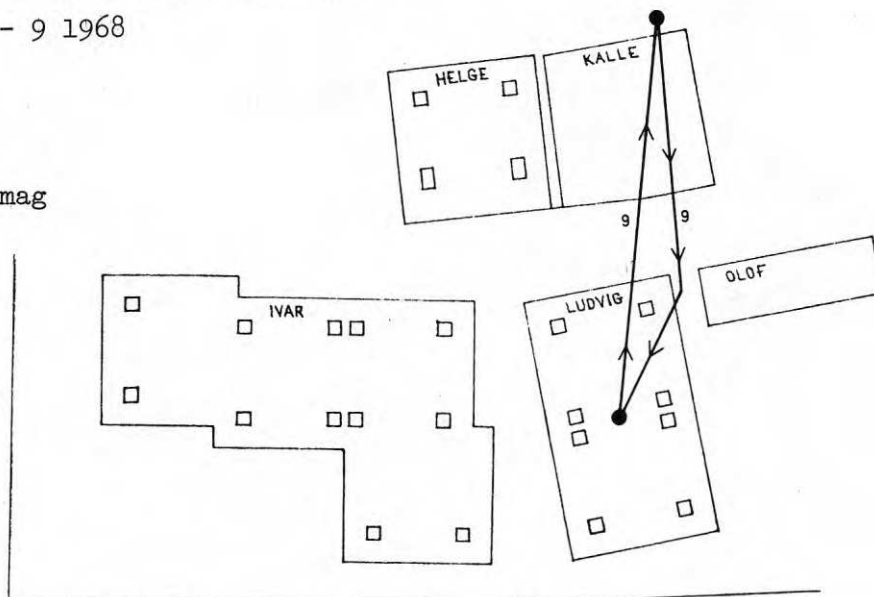 - 9 1968
mag
HELGE
KALLE
9
9
OLOF
LUDVIG
IVAR